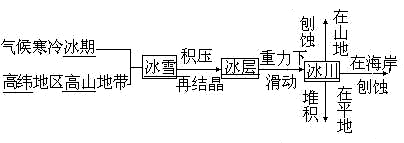 气候寒冷冰期
高纬地区高山地带
冰雪
积压
再结晶
冰层
重力下
滑动
冰川
刨蚀
在山地
在海岸
刨蚀
堆积
在平地